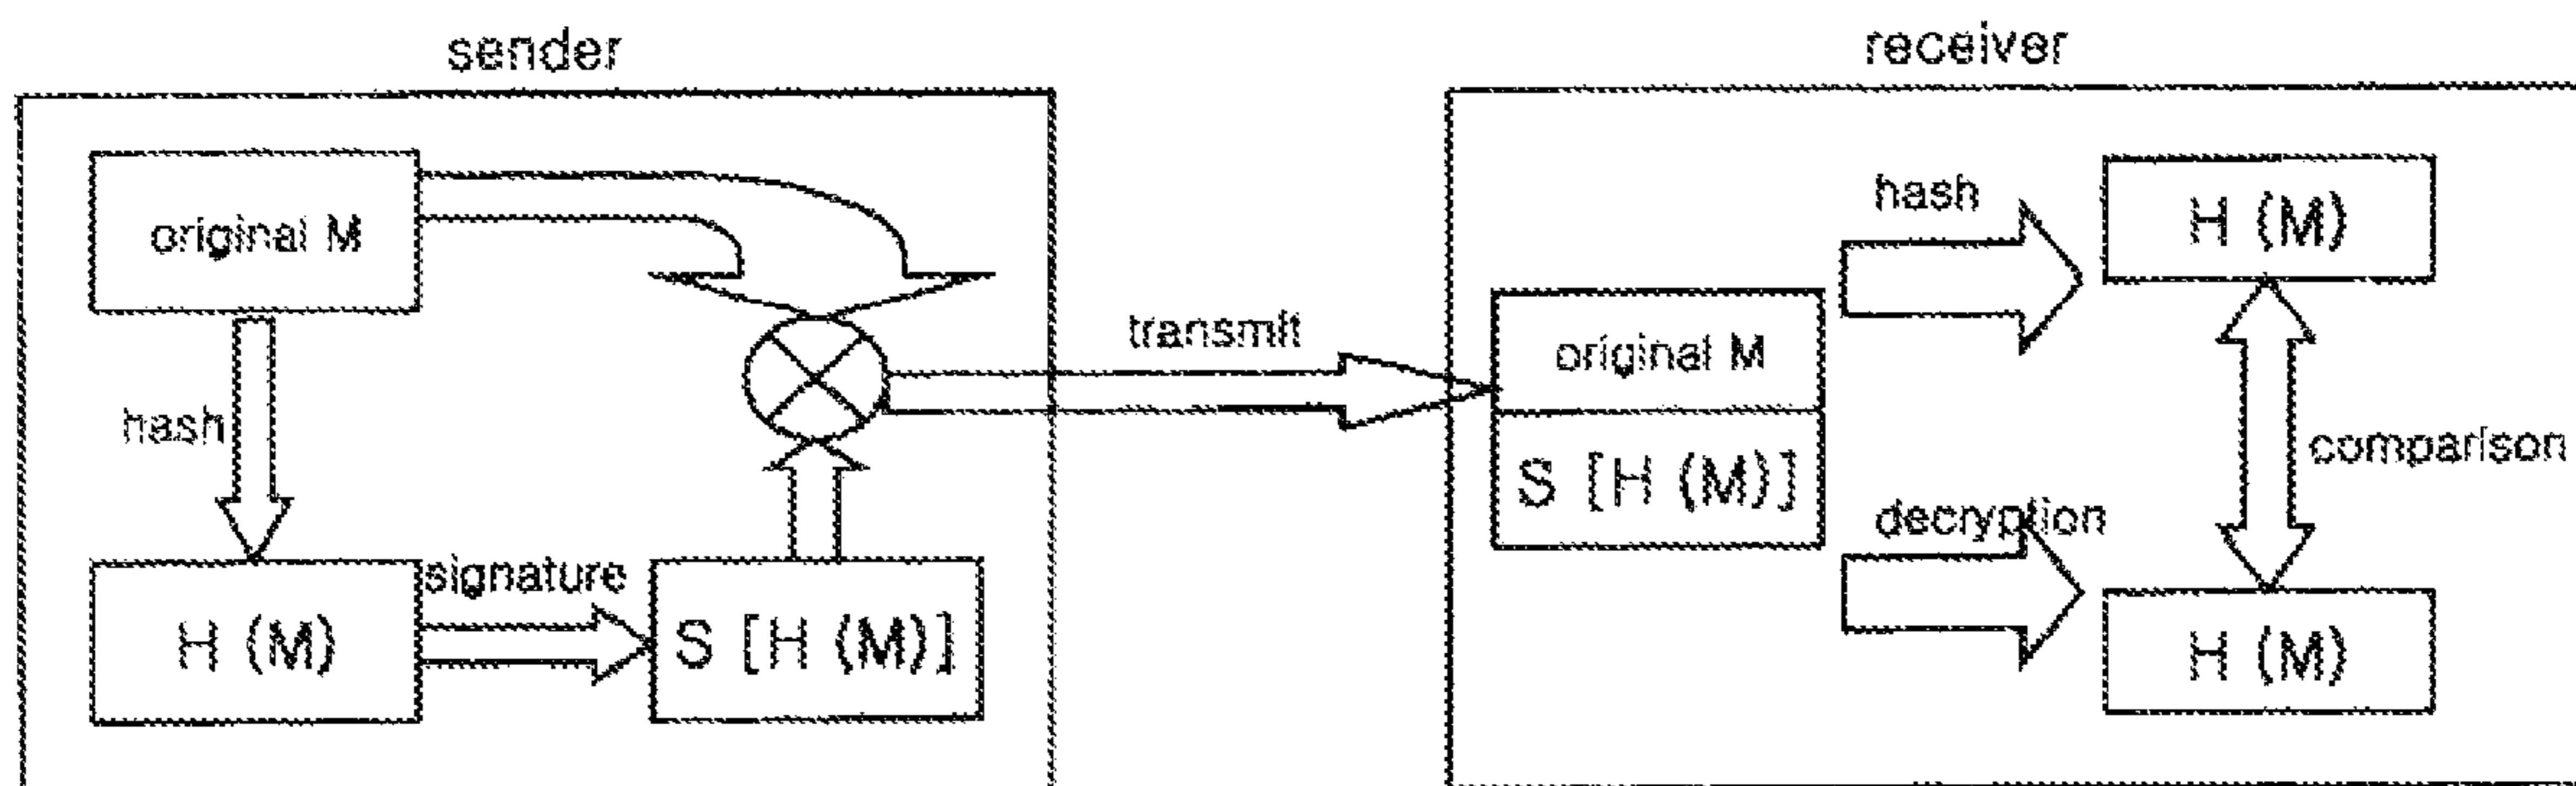 sender
original M
hash
H (M)
signature
S [H (M)]
transmit
receiver
original M
S [H (M)]
hash
H (M)
comparison
decryption
H (M)